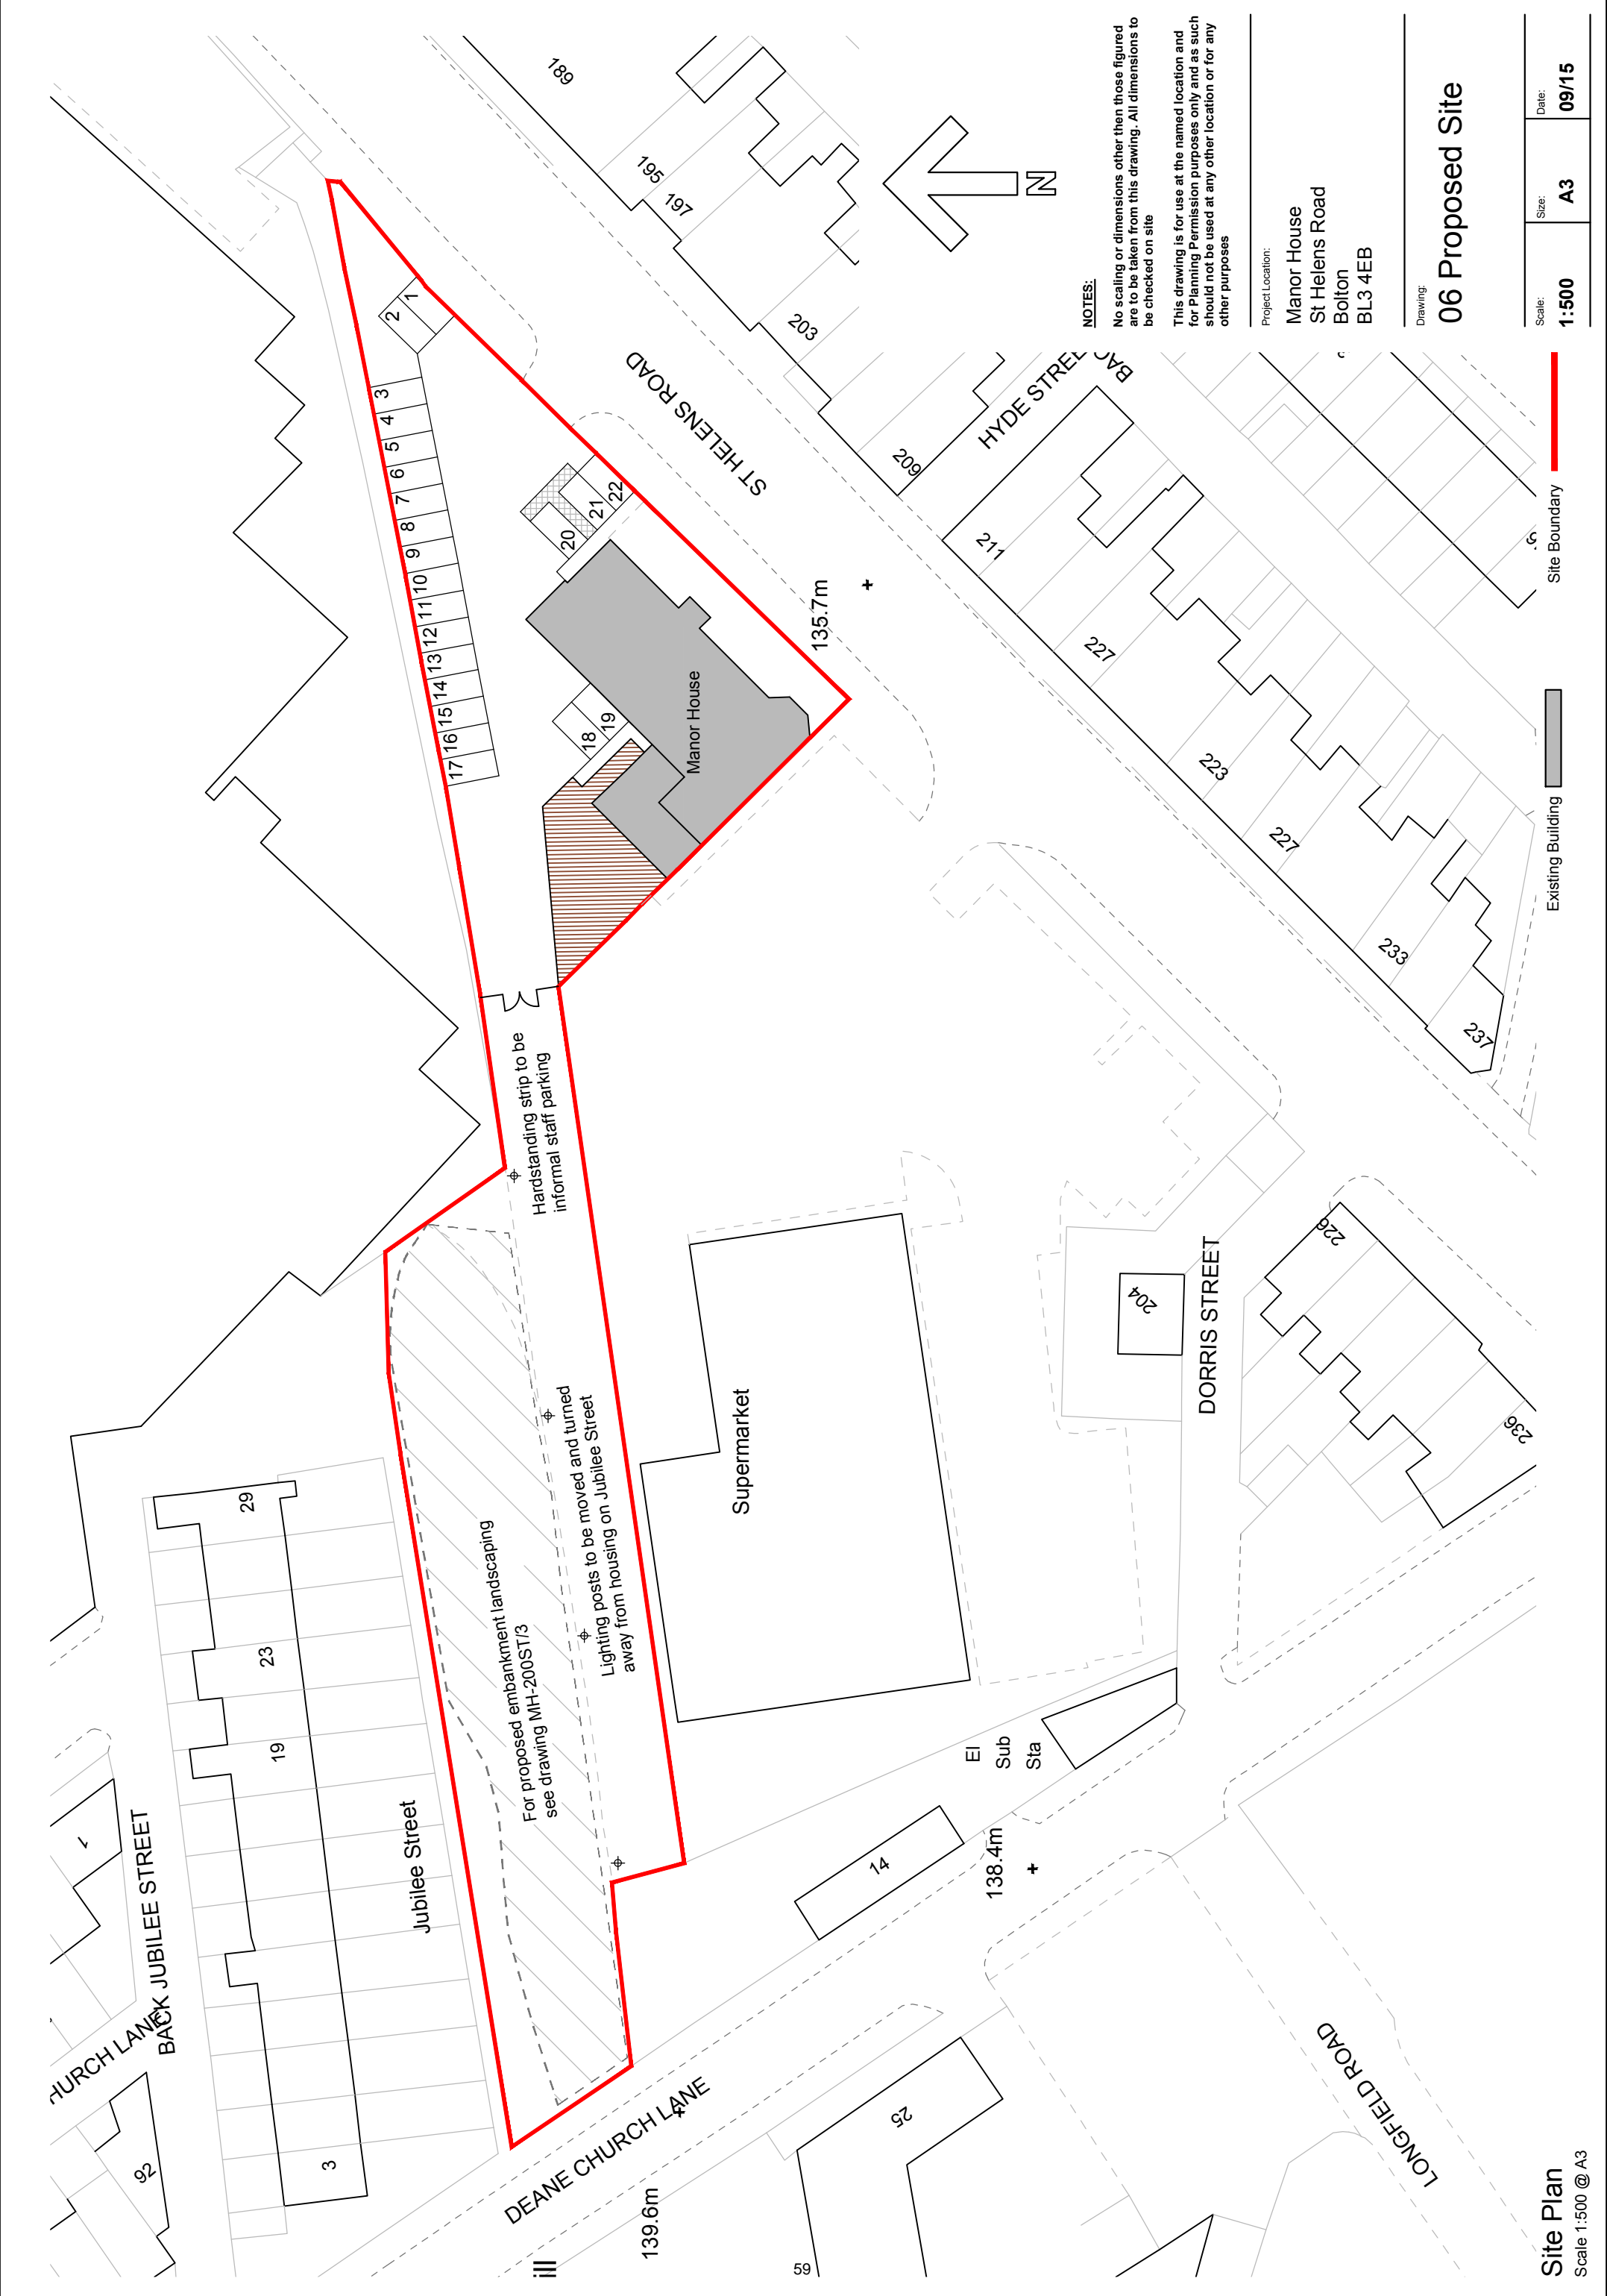 BACK JUBILEE STREET
Jubilee Street
1
92
3
19
23
29
For proposed embankment landscaping
see drawing MH-200ST/3
Lighting posts to be moved and turned
away from housing on Jubilee Street
Hardstanding strip to be
informal staff parking
DEANE CHURCH LANE
139.6m
59
25
14
138.4m
El
Sub
Sta
LONGFIELD ROAD
Supermarket
204
DORRIS STREET
226
236
Manor House
1
2
3
4
5
6
7
8
9
10
11
12
13
14
15
16
17
18
19
20
21
22
135.7m
ST HELENS ROAD
189
195
197
203
209
211
227
223
227
233
237
N
NOTES:
No scaling or dimensions other then those figured
are to be taken from this drawing. All dimensions to
be checked on site
This drawing is for use at the named location and
for Planning Permission purposes only and as such
should not be used at any other location or for any
other purposes
Project Location:
Manor House
St Helens Road
Bolton
BL3 4EB
Drawing:
06 Proposed Site
Scale:
1:500
Size:
A3
Date:
09/15
Site Plan
Scale 1:500 @ A3
Existing Building
Site Boundary